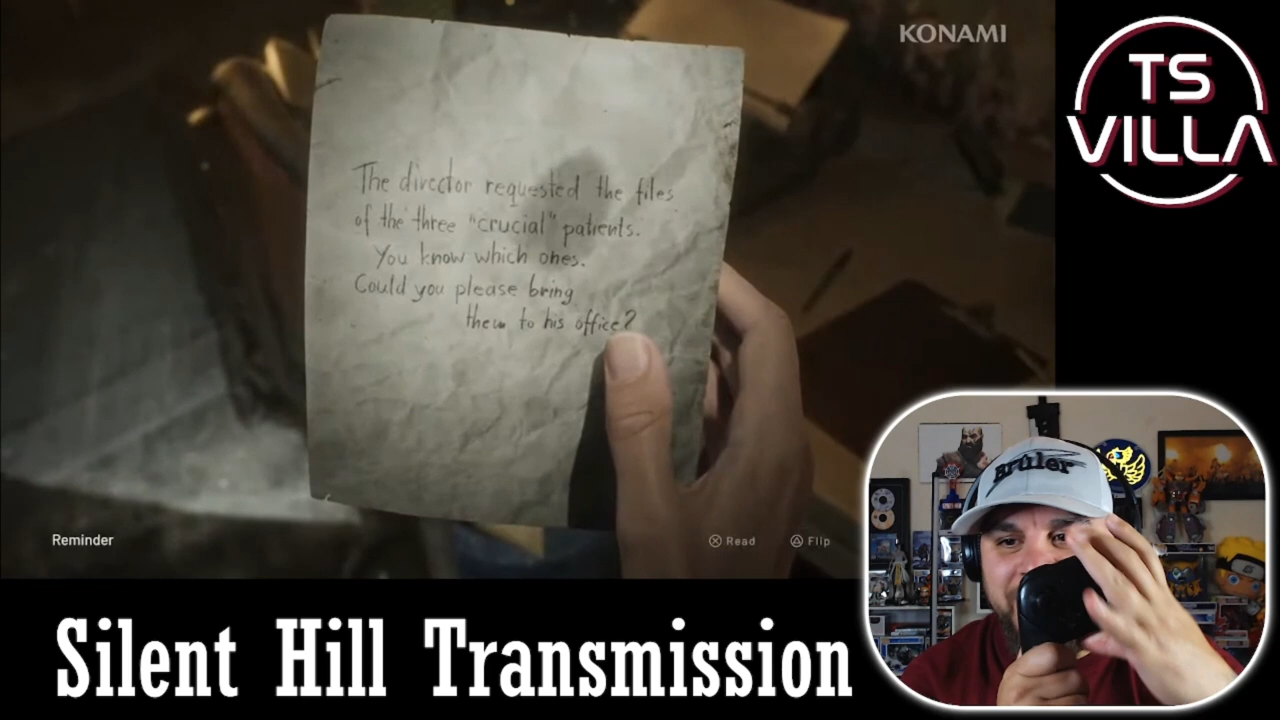 KONAMI
TS
VILLA
The director requested the files
of the three "crucial" patients.
You know which ones.
Could you please bring
them to his office?
Reminder
Read
Flip
Brüler
Silent Hill Transmission